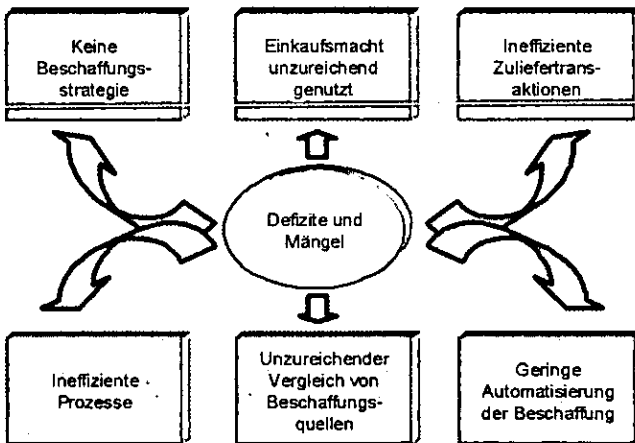 Keine
Beschaffungs-
strategie
Einkaufsmacht
unzureichend
genutzt
Ineffiziente
Zuliefertrans-
aktionen
Defizite und
Mängel
Ineffiziente
Prozesse
Unzureichender
Vergleich von
Beschaffungs-
quellen
Geringe
Automatisierung
der Beschaffung